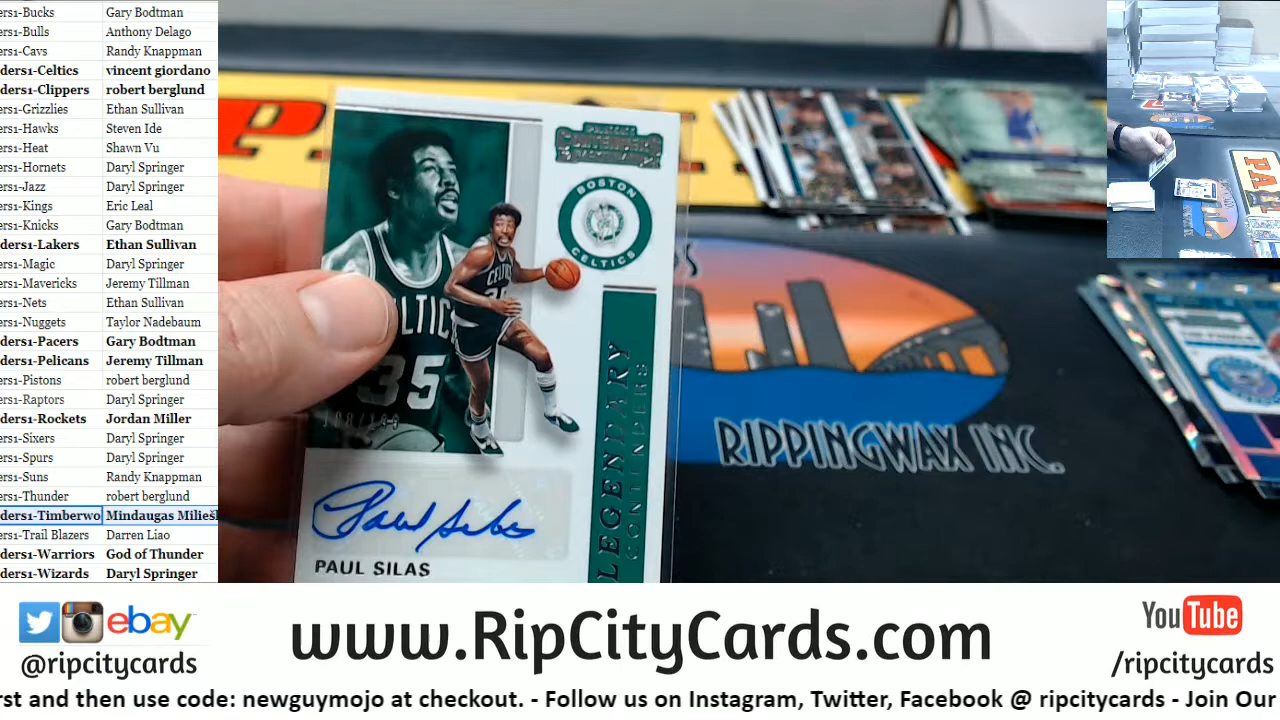 ers1-Bucks Gary Bodtman
ers1-Bulls Anthony Delago
ers1-Cavs Randy Knappman
ders1-Celtics vincent giordano
ders1-Clippers robert berglund
ers1-Grizzlies Ethan Sullivan
ers1-Hawks Steven Ide
ers1-Heat Shawn Vu
ers1-Hornets Daryl Springer
ers1-Jazz Daryl Springer
ers1-Kings Eric Leal
ers1-Knicks Gary Bodtman
ders1-Lakers Ethan Sullivan
ers1-Magic Daryl Springer
ers1-Mavericks Jeremy Tillman
ers1-Nets Ethan Sullivan
ers1-Nuggets Taylor Nadebaum
ders1-Pacers Gary Bodtman
ders1-Pelicans Jeremy Tillman
ers1-Pistons robert berglund
ers1-Raptors Daryl Springer
ders1-Rockets Jordan Miller
ers1-Sixers Daryl Springer
ers1-Spurs Daryl Springer
ers1-Suns Randy Knappman
ers1-Thunder robert berglund
ders1-Timberwo Mindaugas Milieš
ers1-Trail Blazers Darren Liao
ders1-Warriors God of Thunder
ders1-Wizards Daryl Springer
CONTENDERS
BOSTON
CELTICS
35
LEGENDARY
CONTENDERS
Paul Silas
PAUL SILAS
RIPPINGWAX INC.
PA
ebay
@ripcitycards
www.RipCityCards.com
YouTube
/ripcitycards
rst and then use code: newguymojo at checkout. - Follow us on Instagram, Twitter, Facebook @ ripcitycards - Join Our